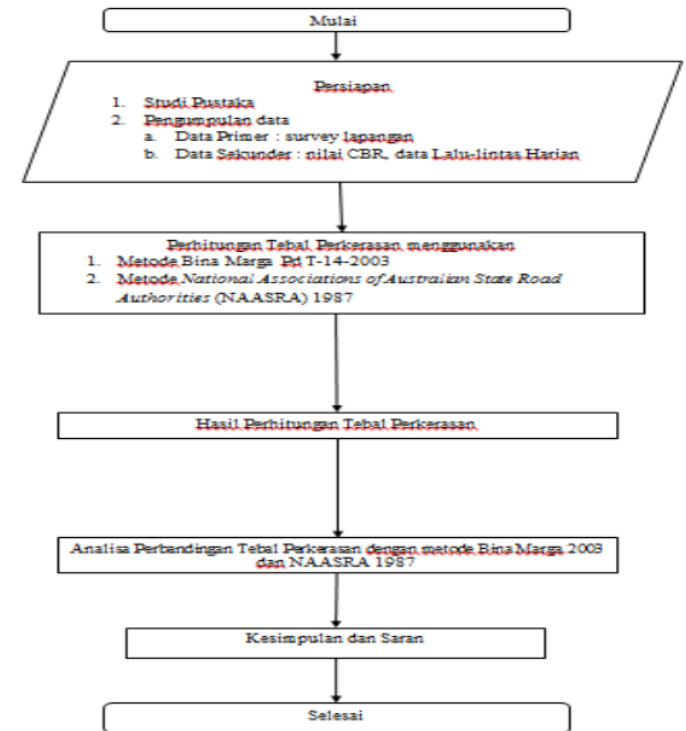 Mulai
Persiapan
1. Studi Pustaka
2. Pengumpulan data
a. Data Primer : survey lapangan
b. Data Sekunder : nilai CBR, data Lalu-lintas Harian
Perhitungan Tebal Perkerasan menggunakan
1. Metode Bina Marga Pd T-14-2003
2. Metode National Associations of Australian State Road
Authorities (NAASRA) 1987
Hasil Perhitungan Tebal Perkerasan
Analisa Perbandingan Tebal Perkerasan dengan metode Bina Marga 2003
dan NAASRA 1987
Kesimpulan dan Saran
Selesai